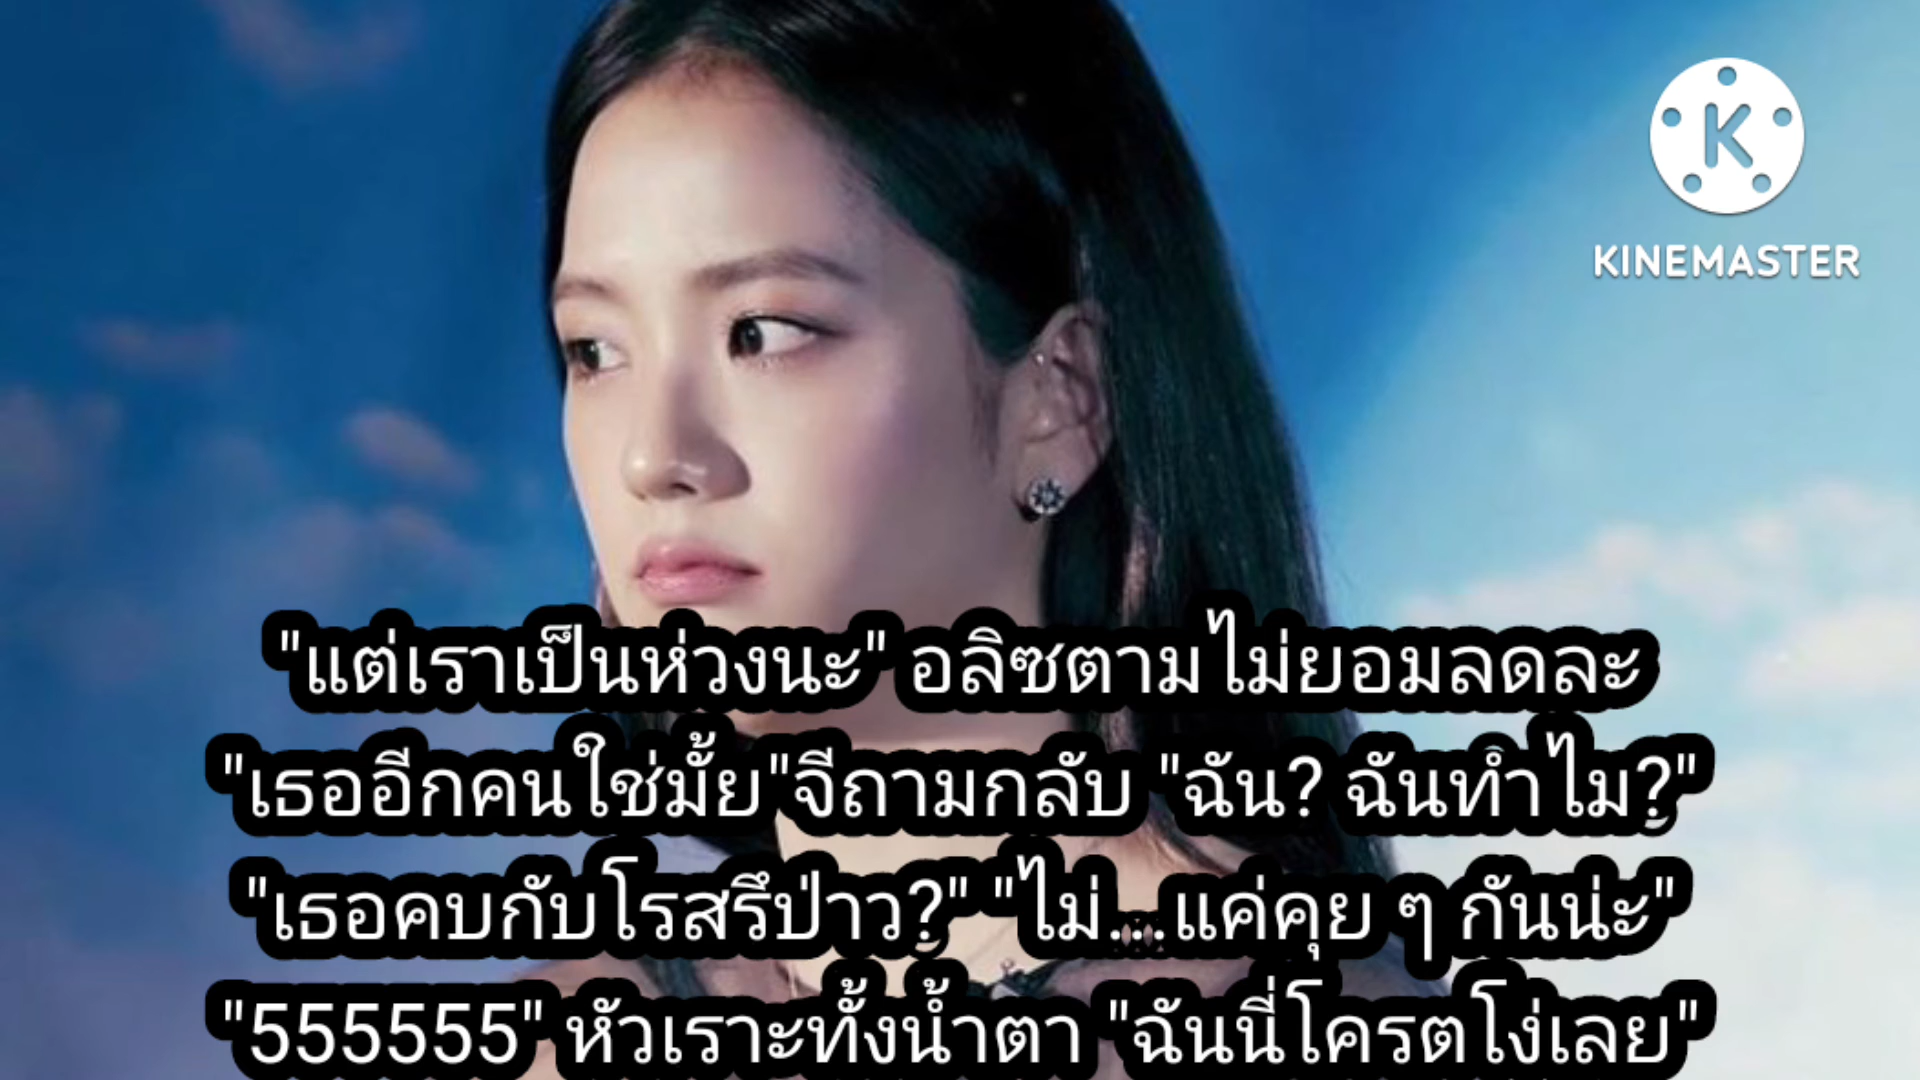 KINEMASTER
"แต่เราเป็นห่วงนะ" อลิซตามไม่ยอมลดละ
"เธออีกคนใช่มั้ย"จีถามกลับ "ฉัน? ฉันทำไม?"
"เธอคบกับโรสรึป่าว?" "ไม่...แค่คุย ๆ กันน่ะ"
"555555" หัวเราะทั้งน้ำตา "ฉันนี่โครตโง่เลย"